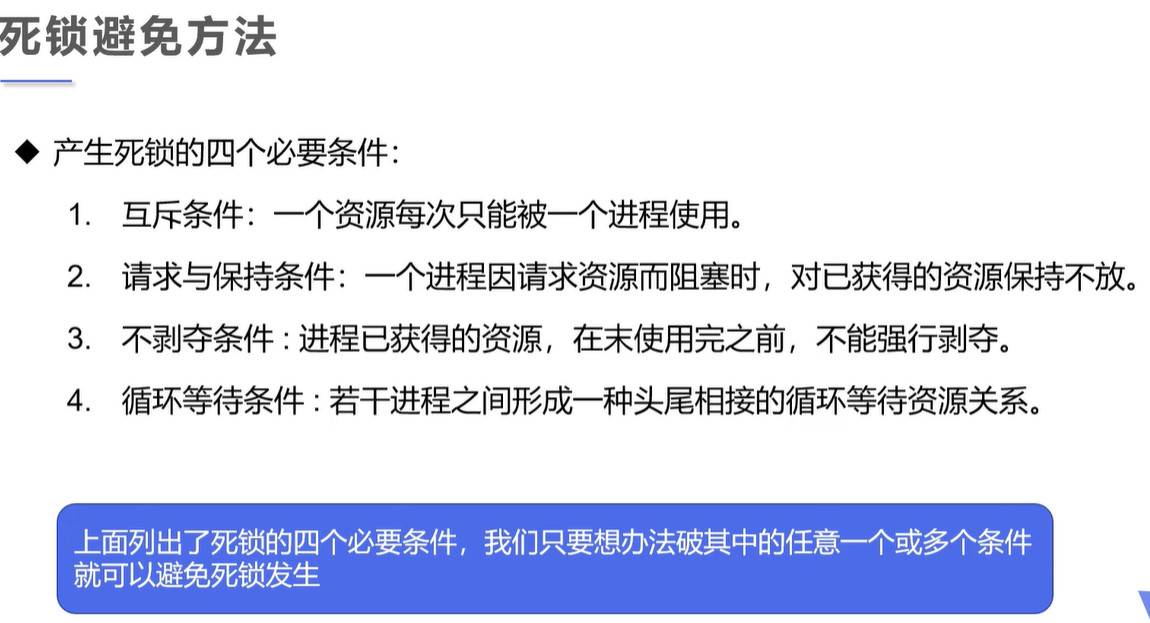 死锁避免方法
◆ 产生死锁的四个必要条件：
1. 互斥条件：一个资源每次只能被一个进程使用。
2. 请求与保持条件：一个进程因请求资源而阻塞时，对已获得的资源保持不放。
3. 不剥夺条件 : 进程已获得的资源，在末使用完之前，不能强行剥夺。
4. 循环等待条件 : 若干进程之间形成一种头尾相接的循环等待资源关系。
上面列出了死锁的四个必要条件，我们只要想办法破其中的任意一个或多个条件
就可以避免死锁发生